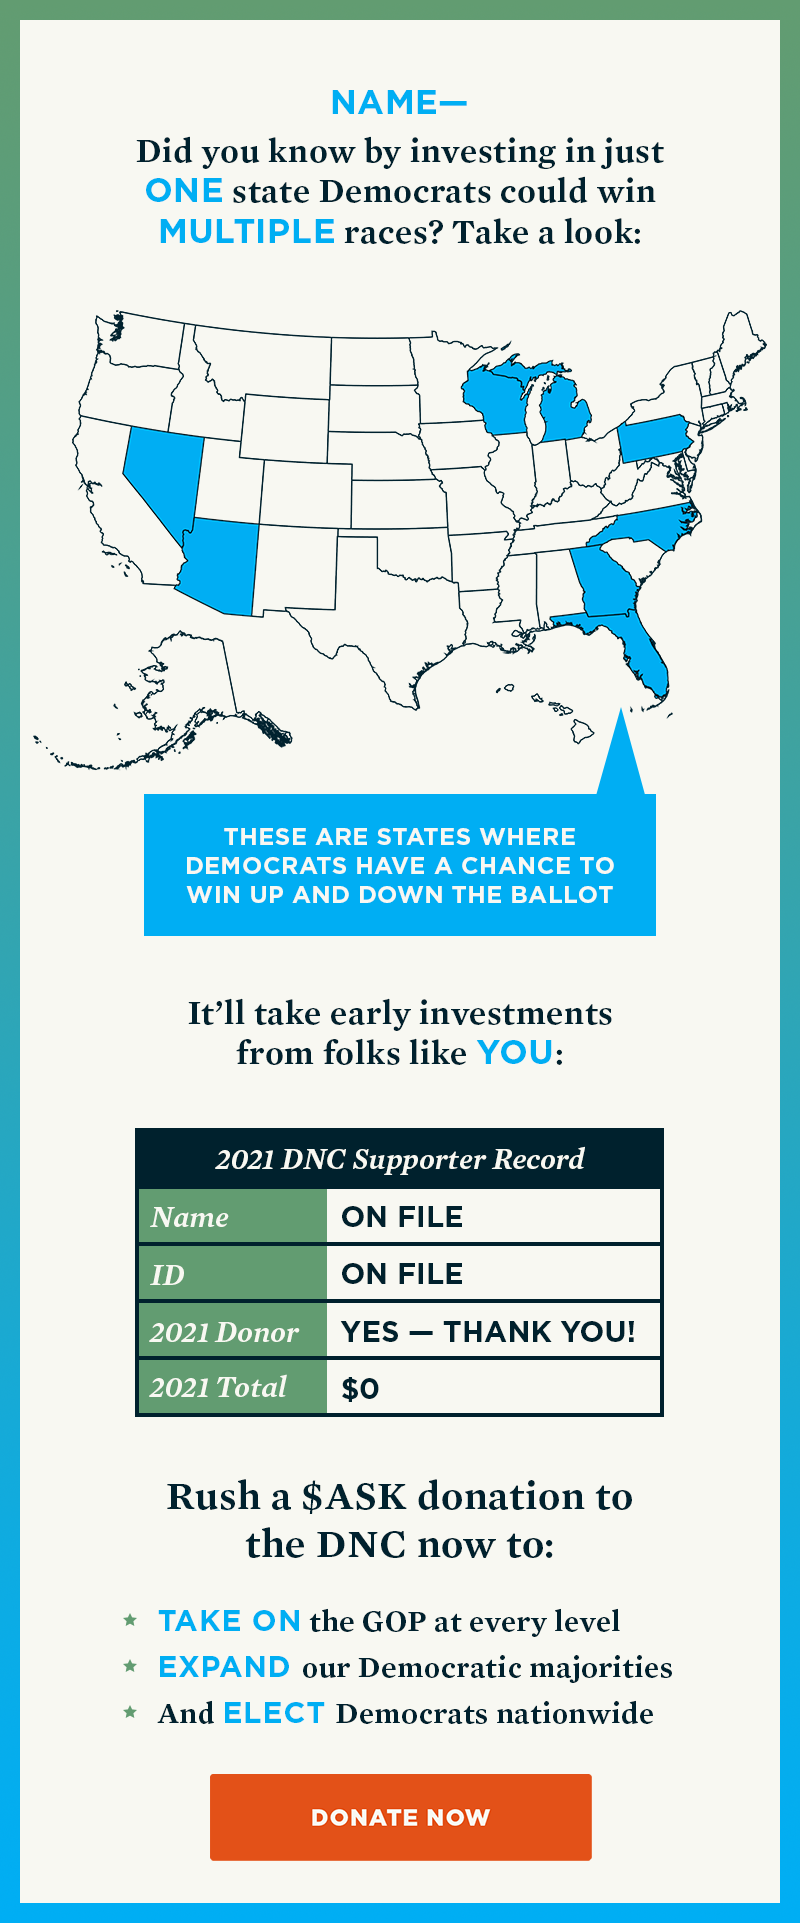 NAME—
Did you know by investing in just
ONE state Democrats could win
MULTIPLE races? Take a look:
THESE ARE STATES WHERE
DEMOCRATS HAVE A CHANCE TO
WIN UP AND DOWN THE BALLOT
It’ll take early investments
from folks like YOU:
2021 DNC Supporter Record
Name ON FILE
ID ON FILE
2021 Donor YES — THANK YOU!
2021 Total $0
Rush a $ASK donation to
the DNC now to:
TAKE ON the GOP at every level
EXPAND our Democratic majorities
And ELECT Democrats nationwide
DONATE NOW